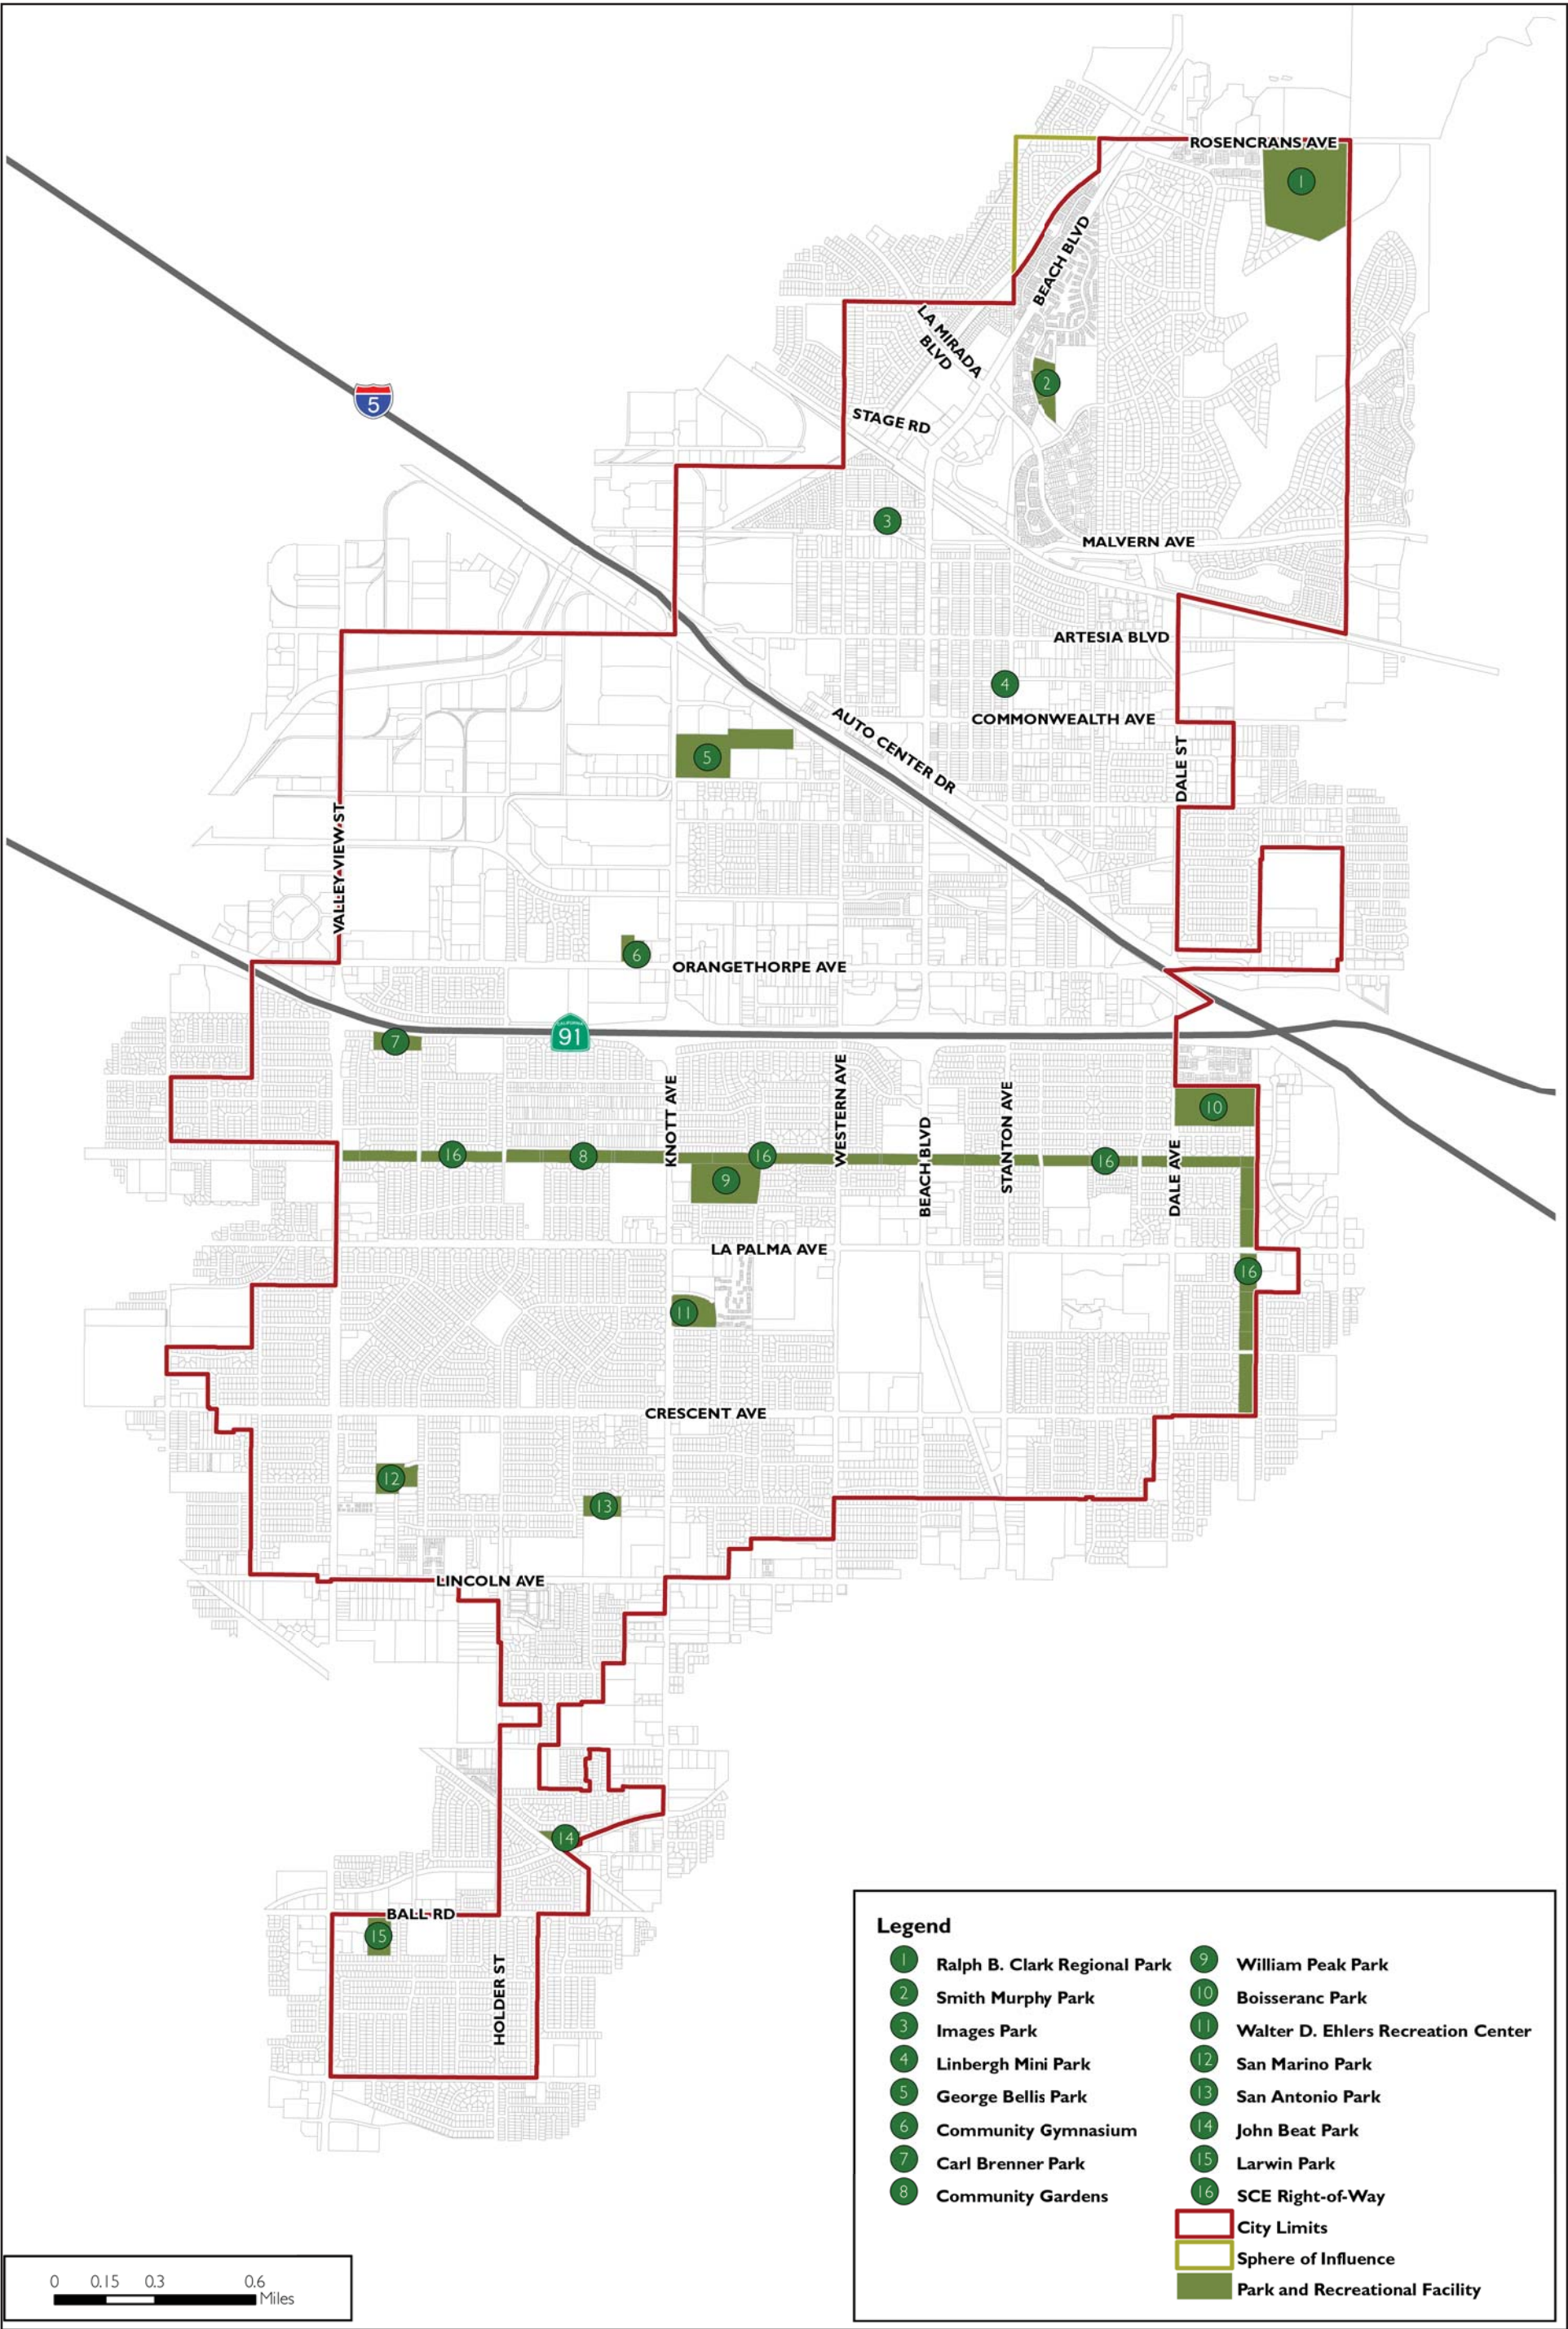 ROSENCRANS AVE
1
BEACH BLVD
LA MIRADA
BLVD
2
5
STAGE RD
3
MALVERN AVE
ARTESIA BLVD
4
COMMONWEALTH AVE
AUTO CENTER DR
DALE ST
5
VALLEY VIEW ST
6
ORANGETHORPE AVE
CALIFORNIA
91
7
KNOTT AVE
WESTERN AVE
BEACH BLVD
STANTON AVE
DALE AVE
10
16
8
16
16
9
LA PALMA AVE
16
11
CRESCENT AVE
12
13
LINCOLN AVE
14
BALL RD
15
HOLDER ST
Legend
1 Ralph B. Clark Regional Park
2 Smith Murphy Park
3 Images Park
4 Linbergh Mini Park
5 George Bellis Park
6 Community Gymnasium
7 Carl Brenner Park
8 Community Gardens
9 William Peak Park
10 Boisseranc Park
11 Walter D. Ehlers Recreation Center
12 San Marino Park
13 San Antonio Park
14 John Beat Park
15 Larwin Park
16 SCE Right-of-Way
City Limits
Sphere of Influence
Park and Recreational Facility
0 0.15 0.3 0.6
Miles